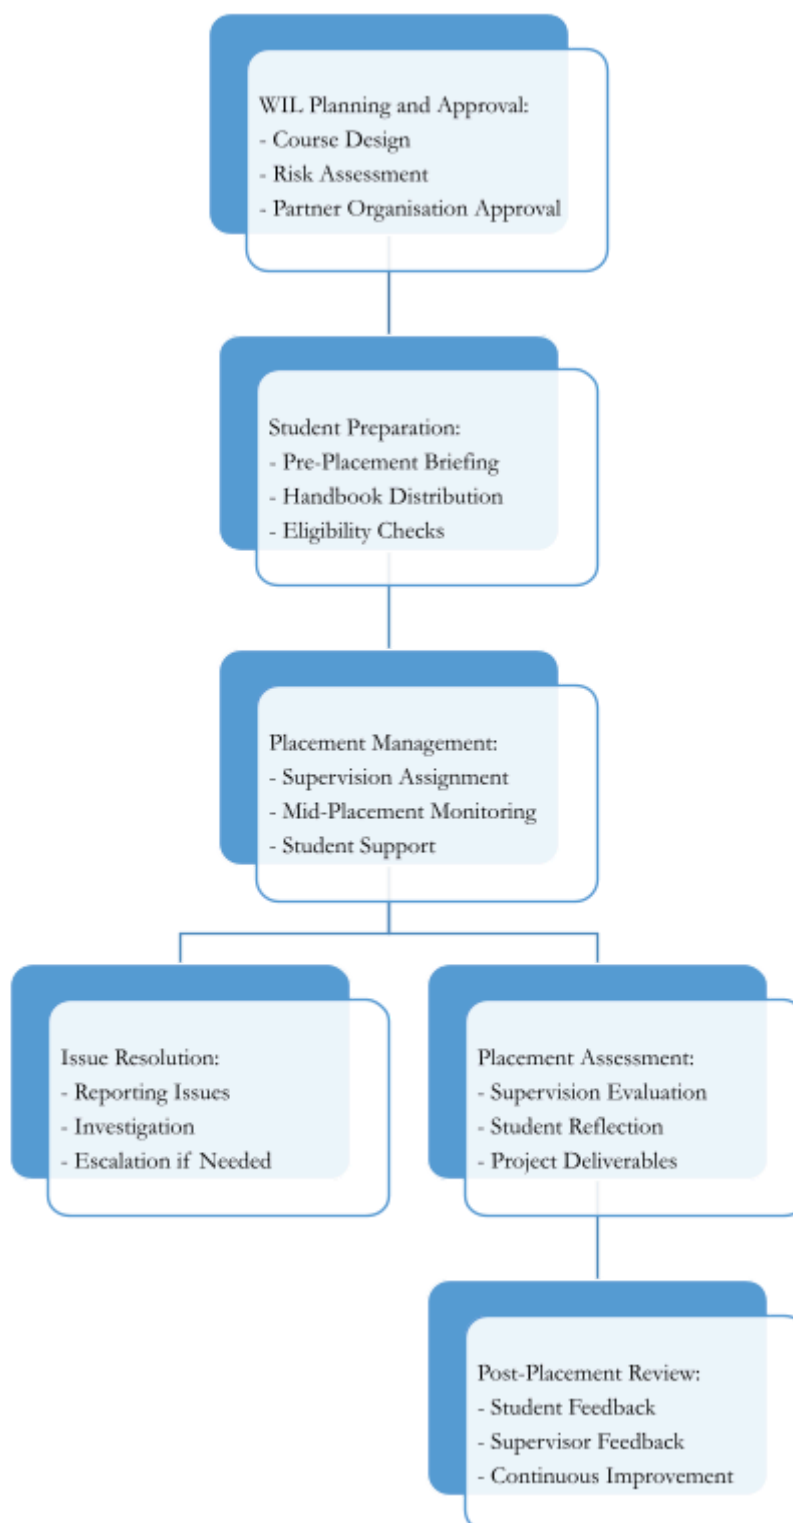 WIL Planning and Approval:
- Course Design
- Risk Assessment
- Partner Organisation Approval
Student Preparation:
- Pre-Placement Briefing
- Handbook Distribution
- Eligibility Checks
Placement Management:
- Supervision Assignment
- Mid-Placement Monitoring
- Student Support
Issue Resolution:
- Reporting Issues
- Investigation
- Escalation if Needed
Placement Assessment:
- Supervision Evaluation
- Student Reflection
- Project Deliverables
Post-Placement Review:
- Student Feedback
- Supervisor Feedback
- Continuous Improvement